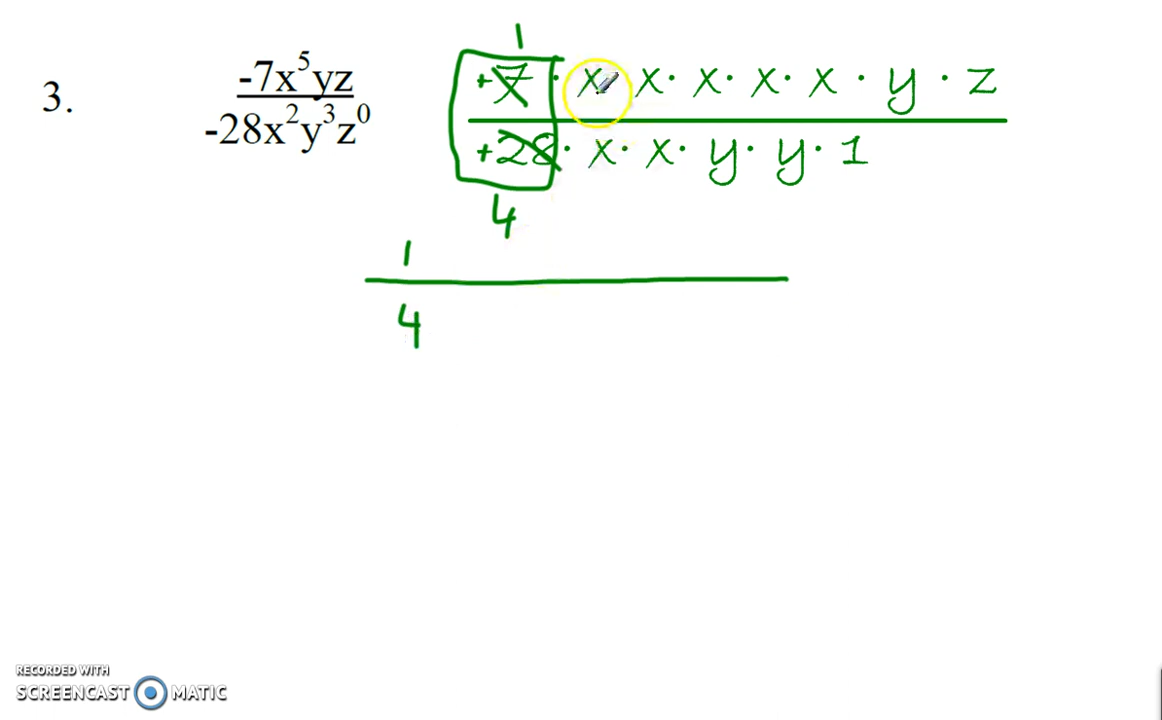 3.
-7x⁵yz
-28x²y³z⁰
1
+7 · x · x · x · x · x · y · z
+28 · x · x · y · y · 1
4
1
4
RECORDED WITH
SCREENCAST MATIC